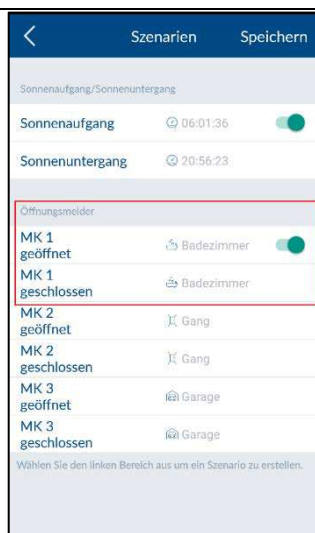 Szenarien Speichern
Sonnenaufgang/Sonnenuntergang
Sonnenaufgang 06:01:36
Sonnenuntergang 20:56:23
Öffnungsmelder
MK 1
geöffnet Badezimmer
MK 1
geschlossen Badezimmer
MK 2
geöffnet Gang
MK 2
geschlossen Gang
MK 3
geöffnet Garage
MK 3
geschlossen Garage
Wählen Sie den linken Bereich aus um ein Szenario zu erstellen.